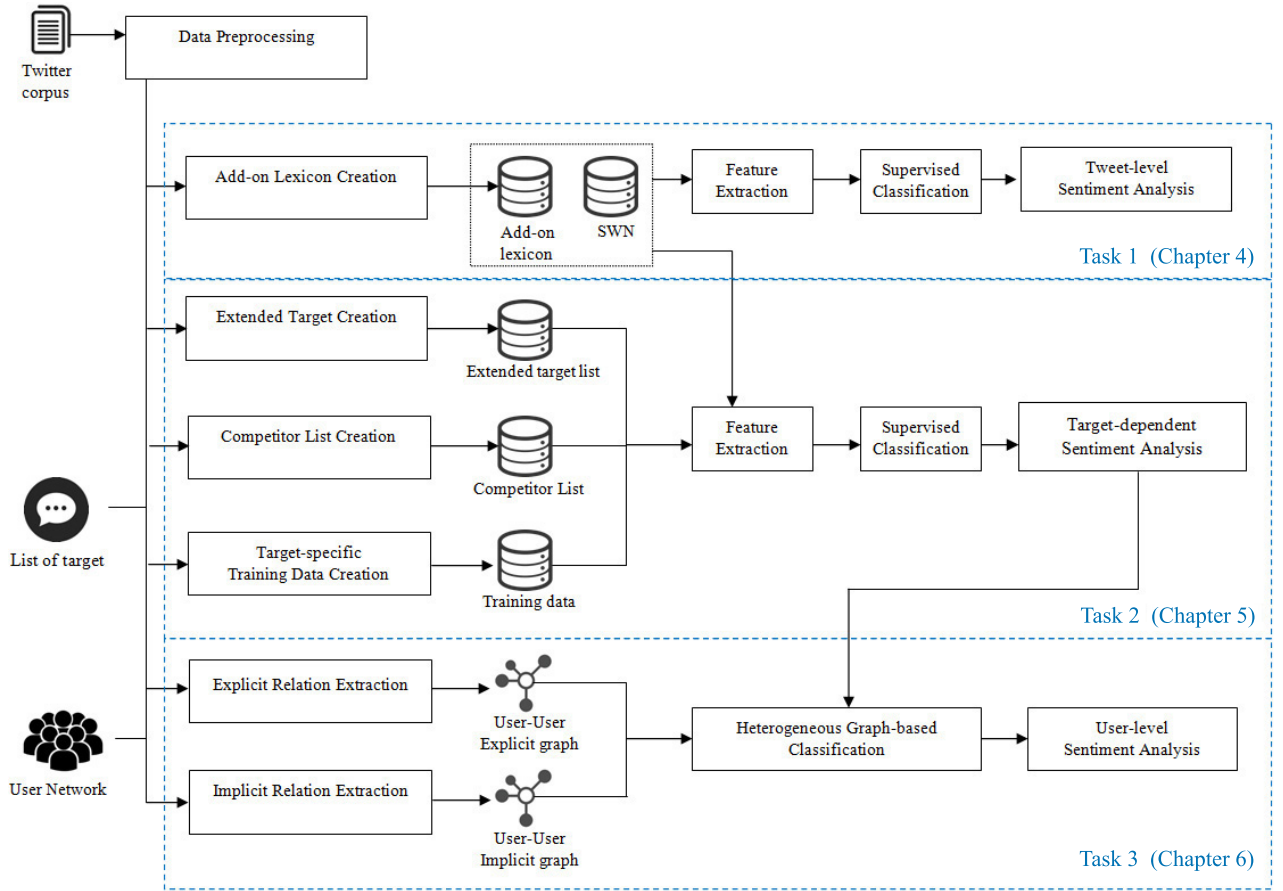 Twitter
corpus
Data Preprocessing
Add-on Lexicon Creation
Add-on
lexicon
SWN
Feature
Extraction
Supervised
Classification
Tweet-level
Sentiment Analysis
Task 1 (Chapter 4)
Extended Target Creation
Extended target list
Competitor List Creation
Competitor List
Target-specific
Training Data Creation
Training data
Feature
Extraction
Supervised
Classification
Target-dependent
Sentiment Analysis
Task 2 (Chapter 5)
List of target
User Network
Explicit Relation Extraction
User-User
Explicit graph
Implicit Relation Extraction
User-User
Implicit graph
Heterogeneous Graph-based
Classification
User-level
Sentiment Analysis
Task 3 (Chapter 6)